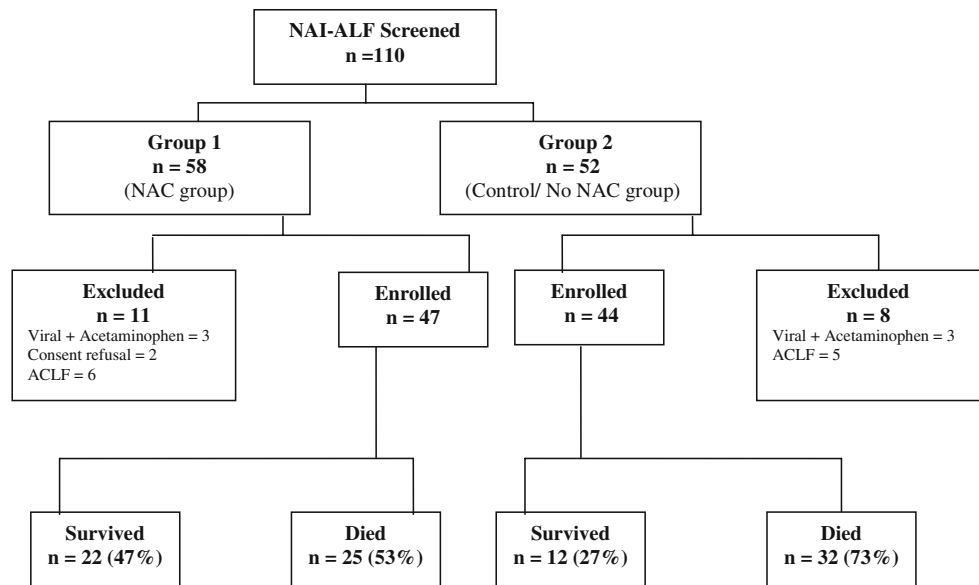 NAI-ALF Screened
n =110
Group 1
n = 58
(NAC group)
Group 2
n = 52
(Control/ No NAC group)
Excluded
n = 11
Viral + Acetaminophen = 3
Consent refusal = 2
ACLF = 6
Enrolled
n = 47
Enrolled
n = 44
Excluded
n = 8
Viral + Acetaminophen = 3
ACLF = 5
Survived
n = 22 (47%)
Died
n = 25 (53%)
Survived
n = 12 (27%)
Died
n = 32 (73%)